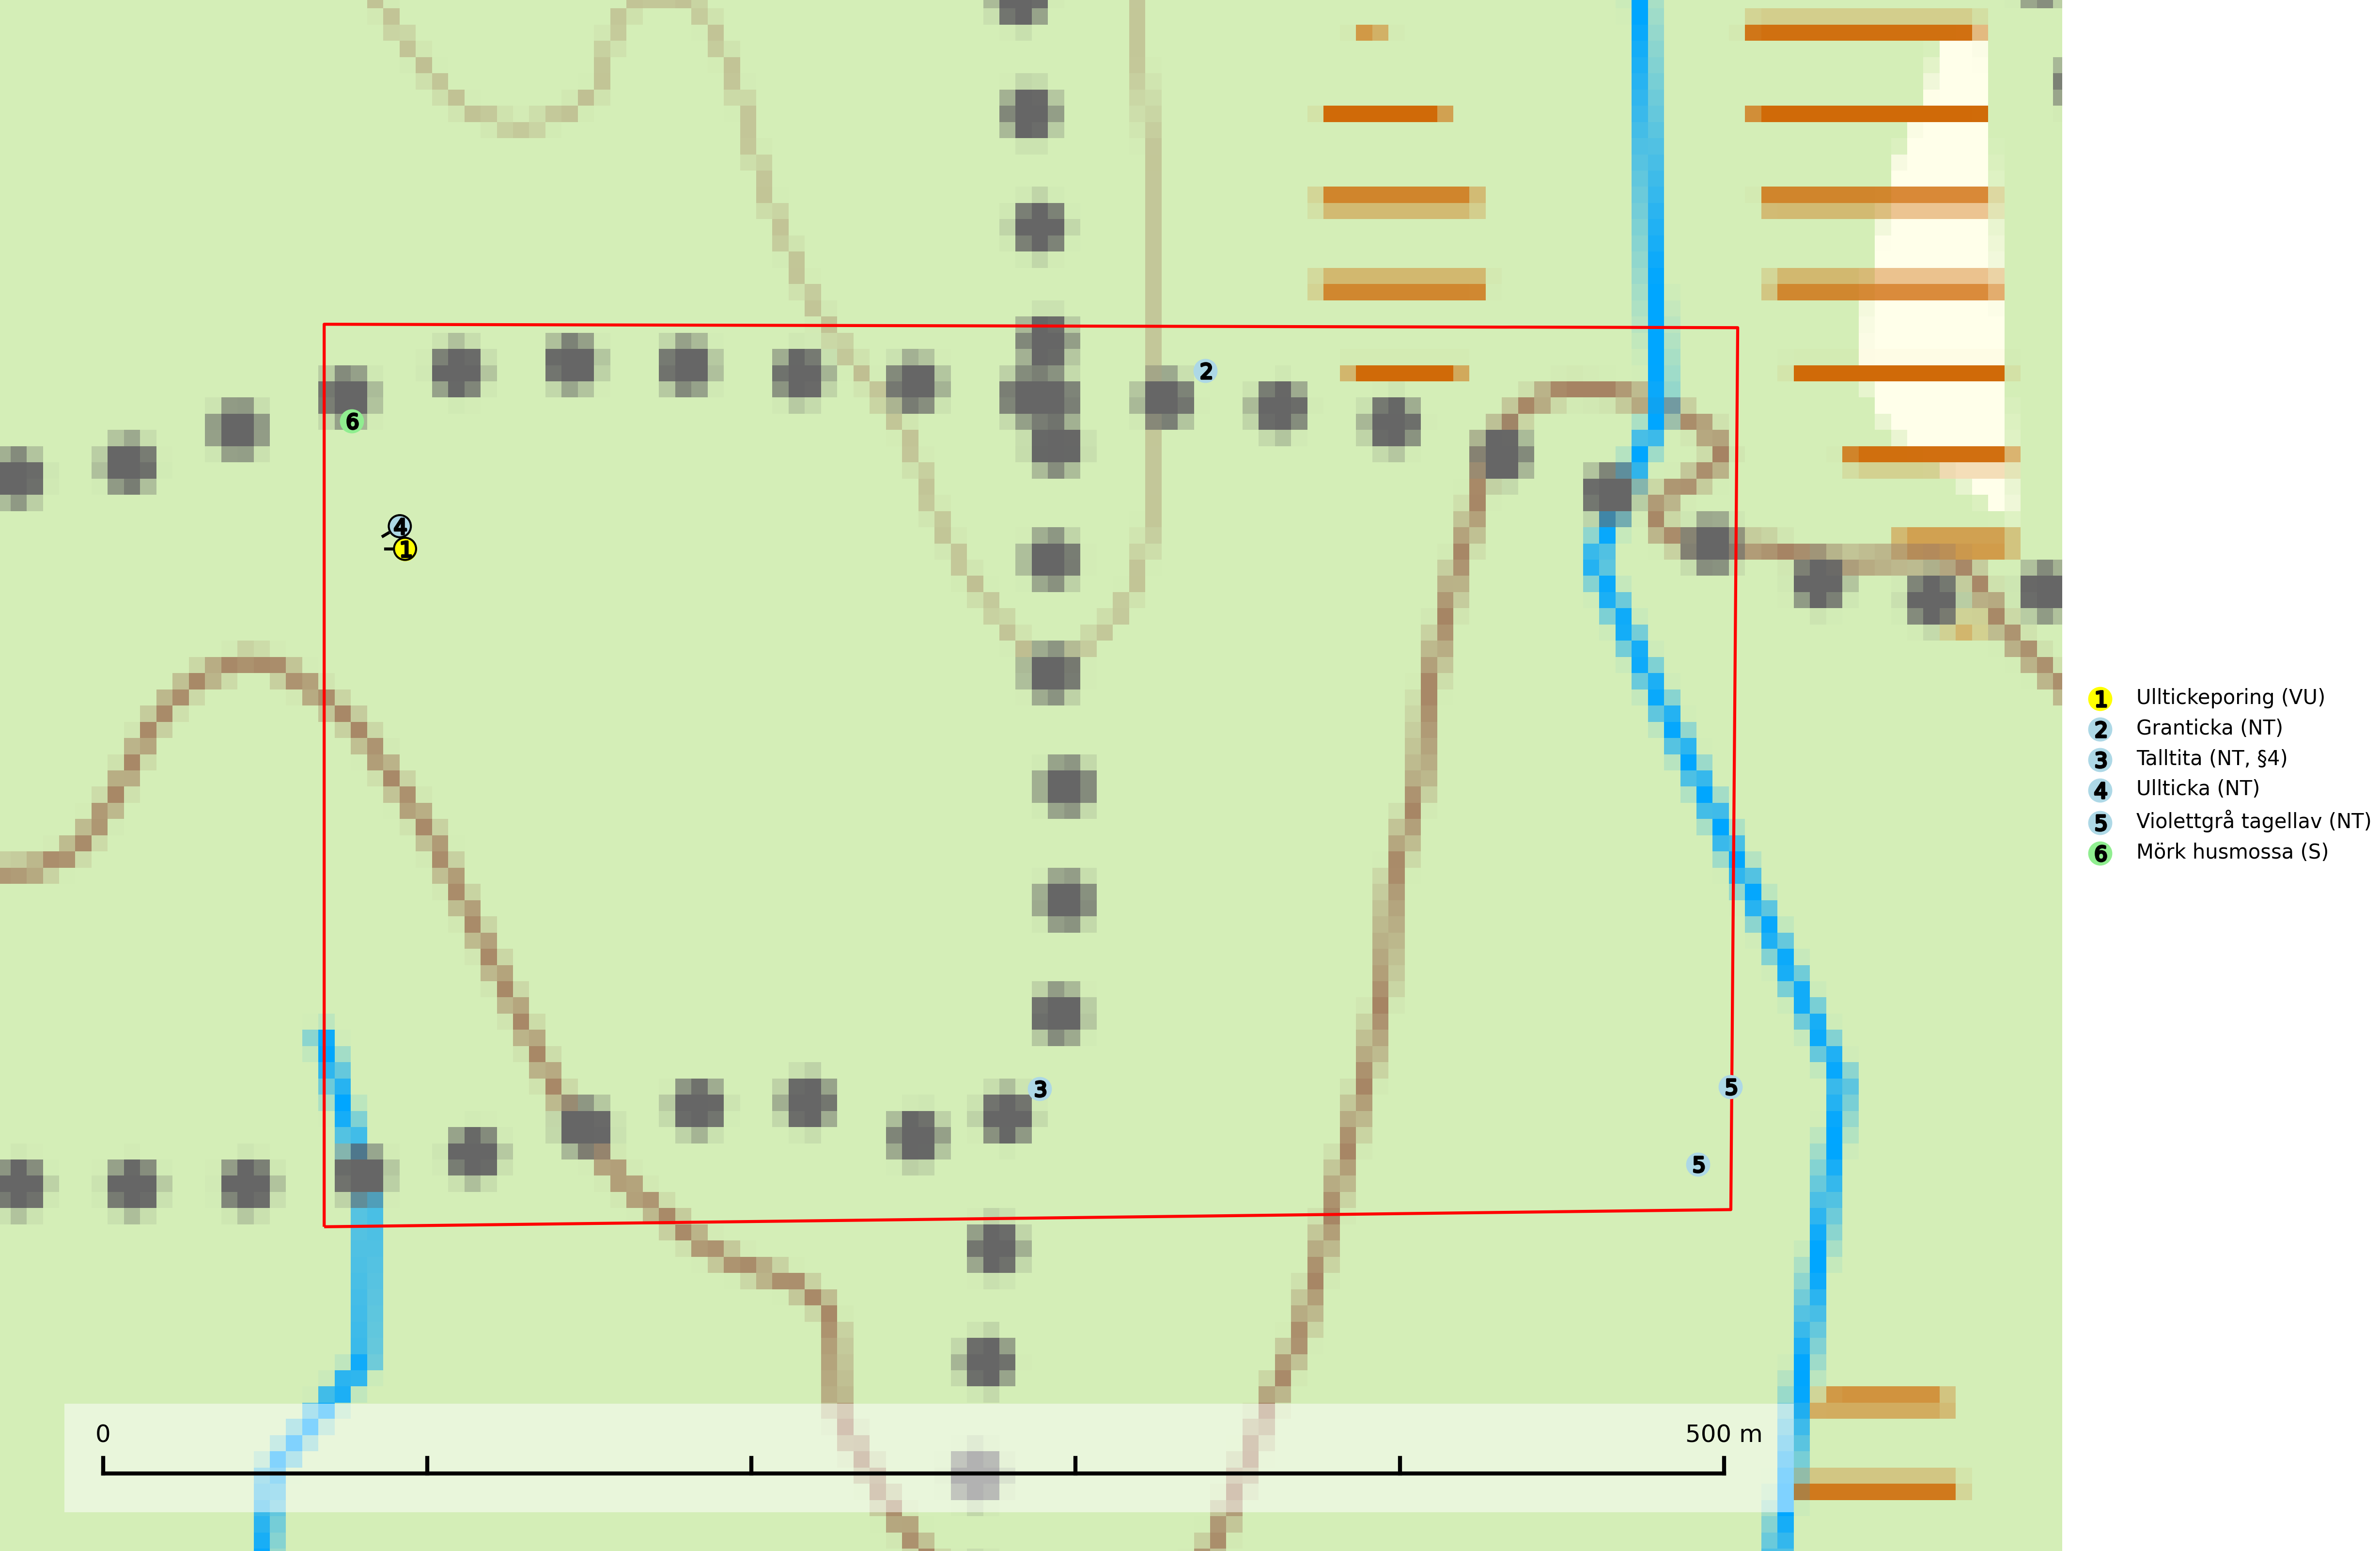 2
6
4
1
3
5
5
0
500 m
1 Ulltickeporing (VU)
2 Granticka (NT)
3 Talltita (NT, §4)
4 Ullticka (NT)
5 Violettgrå tagellav (NT)
6 Mörk husmossa (S)